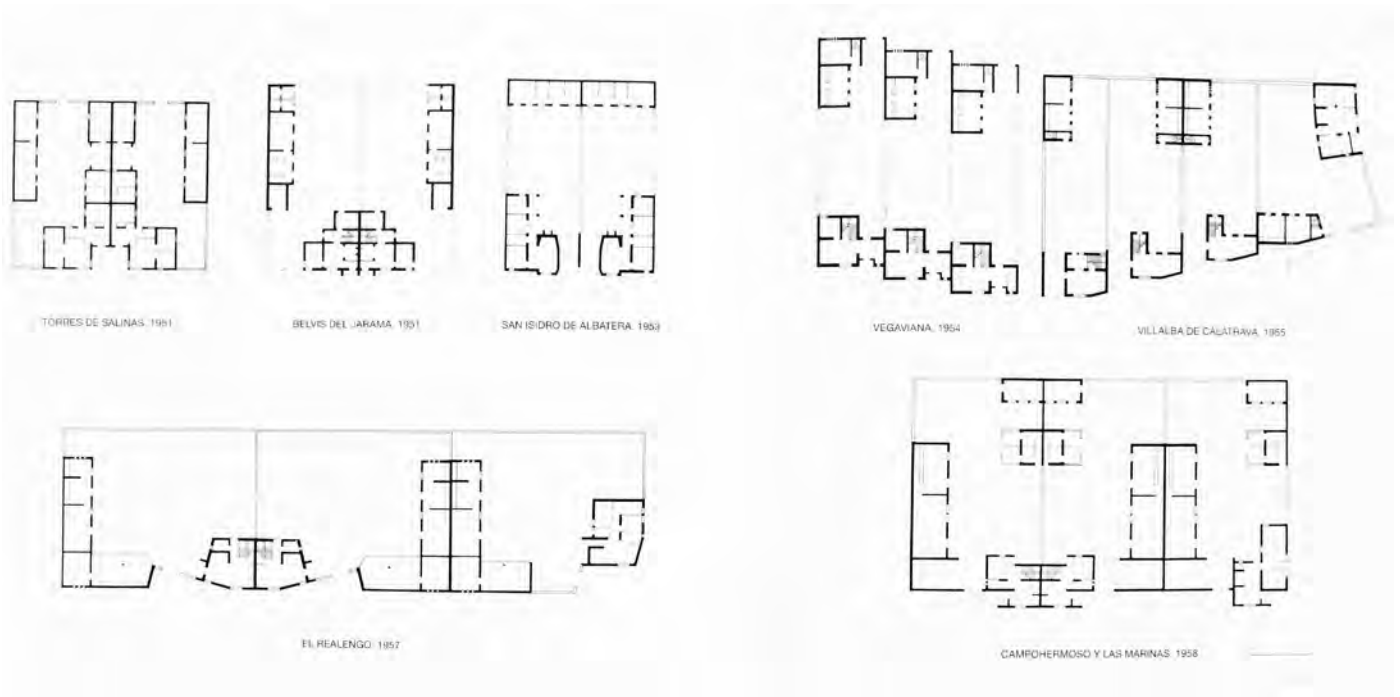 TORRES DE SALINAS. 1951
BELVIS DEL JARAMA. 1951
SAN ISIDRO DE ALBATERA. 1953
VEGAVIANA. 1954
VILLALBA DE CALATRAVA. 1955
EL REALENGO. 1957
CAMPOHERMOSO Y LAS MARINAS. 1958